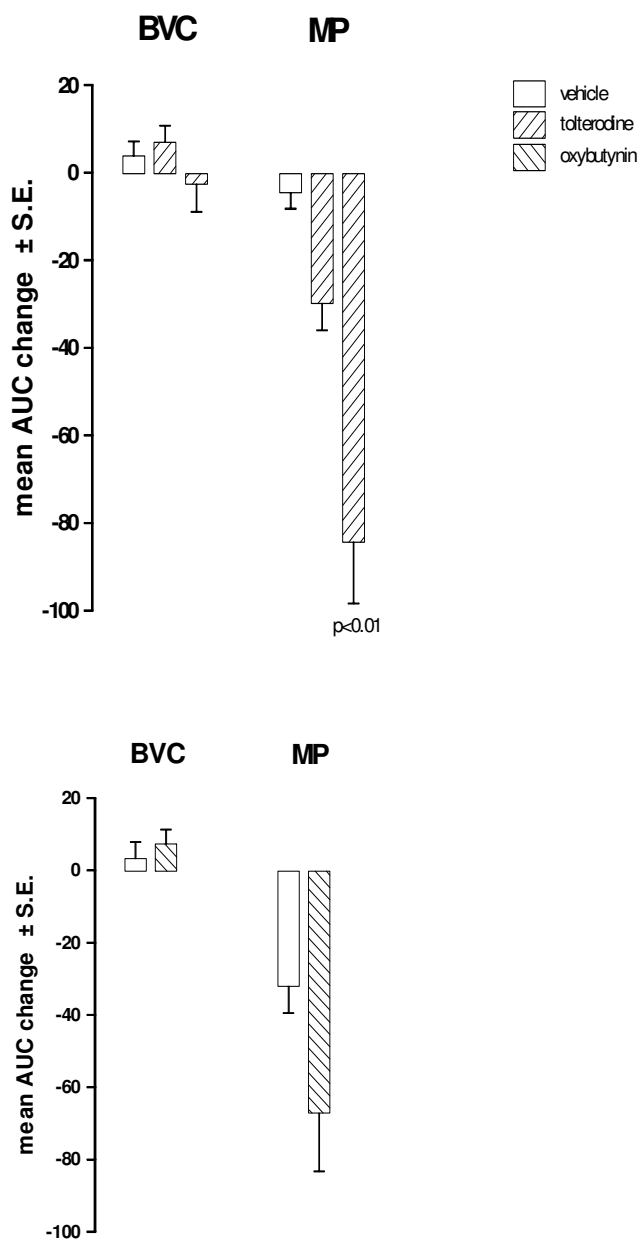 BVC MP
vehicle
tolterodine
oxybutynin
mean AUC change ± S.E.
20
0
-20
-40
-60
-80
-100
p<0.01
BVC MP
mean AUC change ± S.E.
20
0
-20
-40
-60
-80
-100